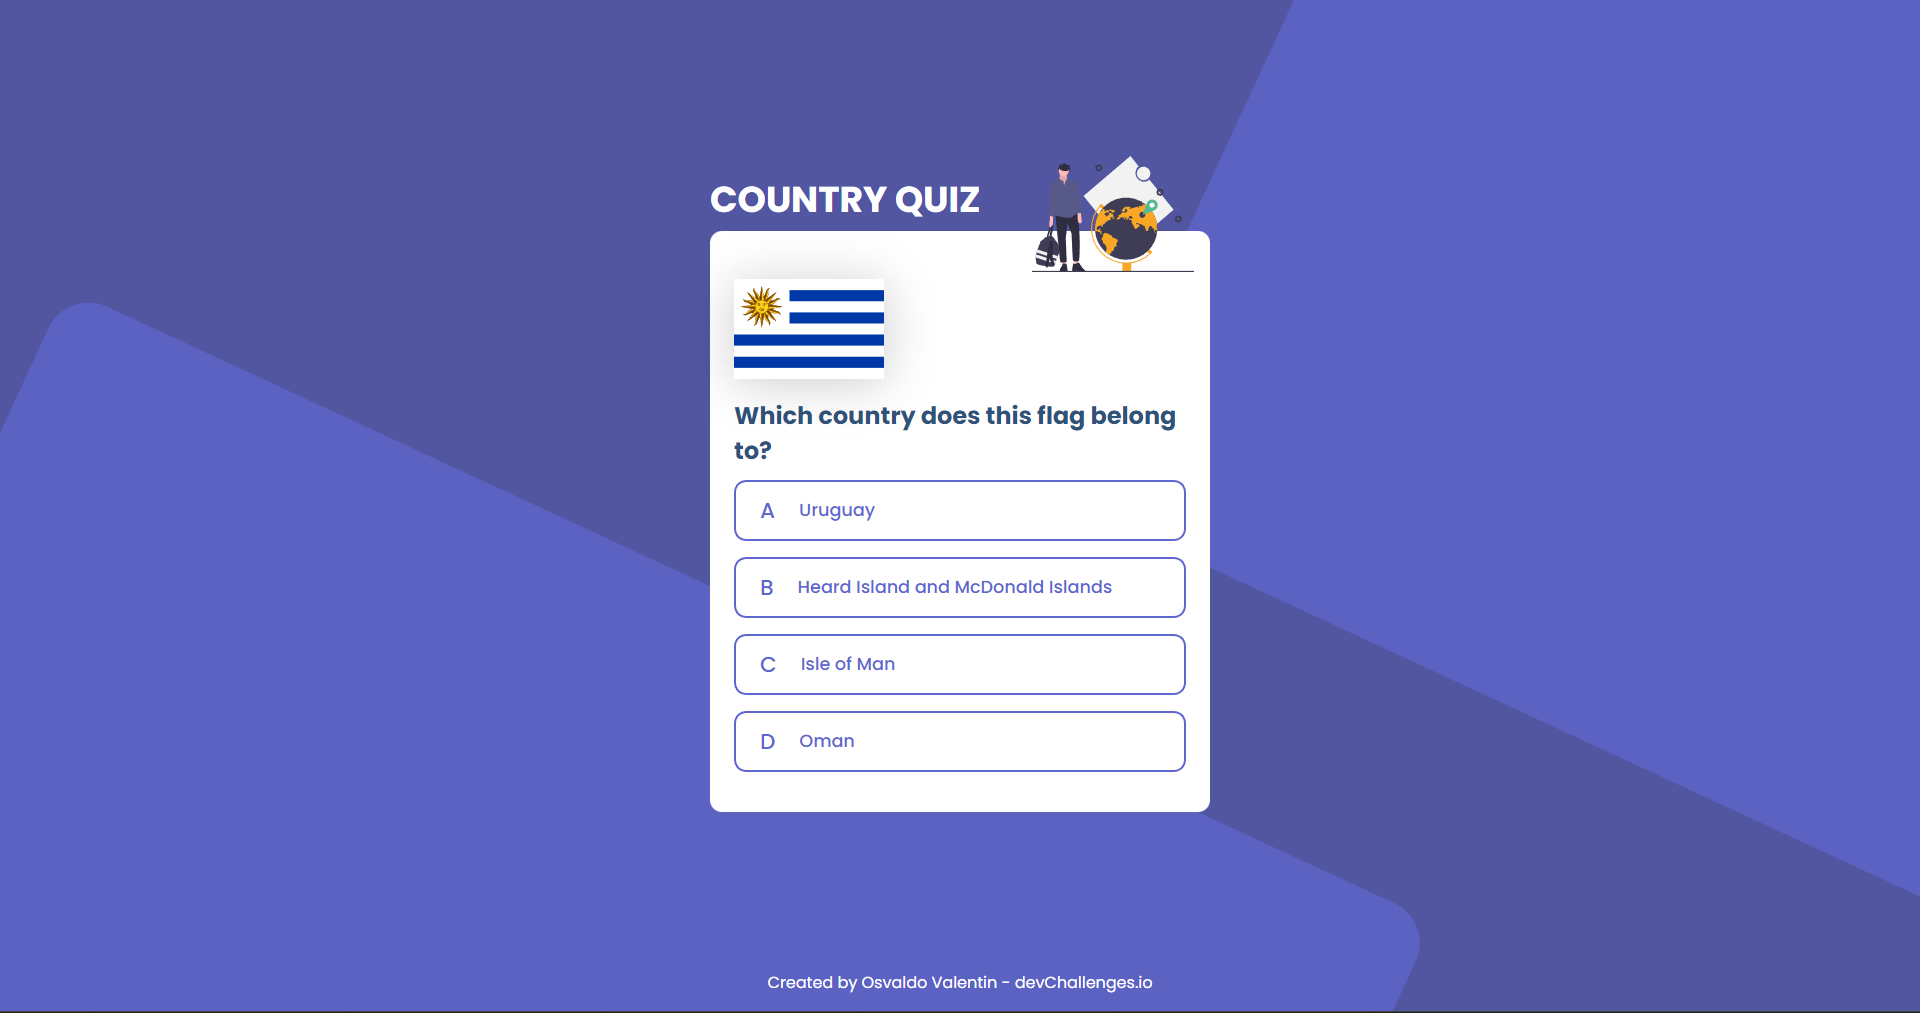 COUNTRY QUIZ
Which country does this flag belong
to?
A Uruguay
B Heard Island and McDonald Islands
C Isle of Man
D Oman
Created by Osvaldo Valentin - devChallenges.io